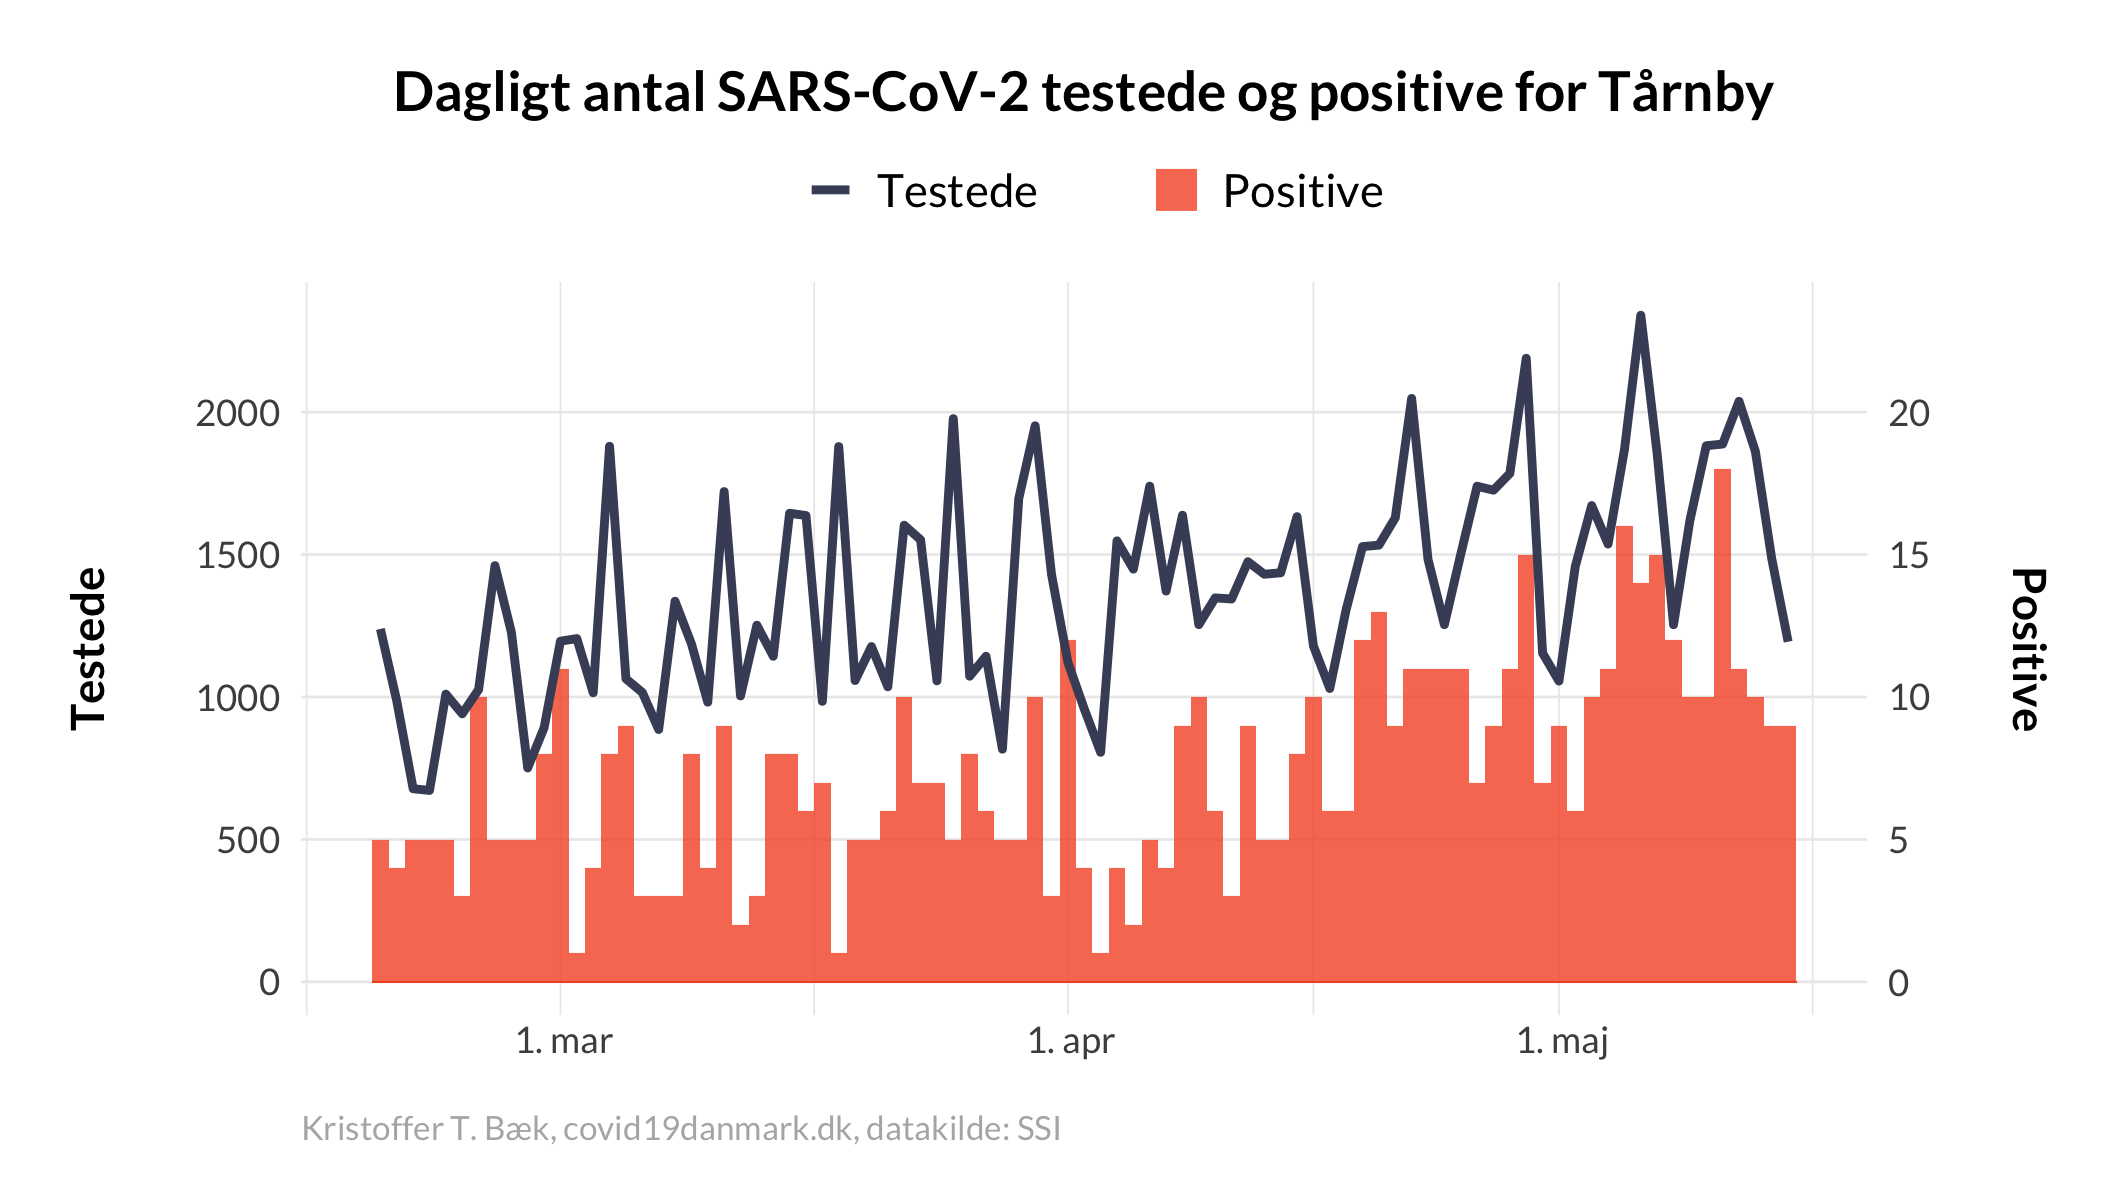 Dagligt antal SARS-CoV-2 testede og positive for Tårnby
Testede Positive
2000 20
1500 15
1000 10
500 5
0 0
Testede
Positive
1. mar 1. apr 1. maj
Kristoffer T. Bæk, covid19danmark.dk, datakilde: SSI